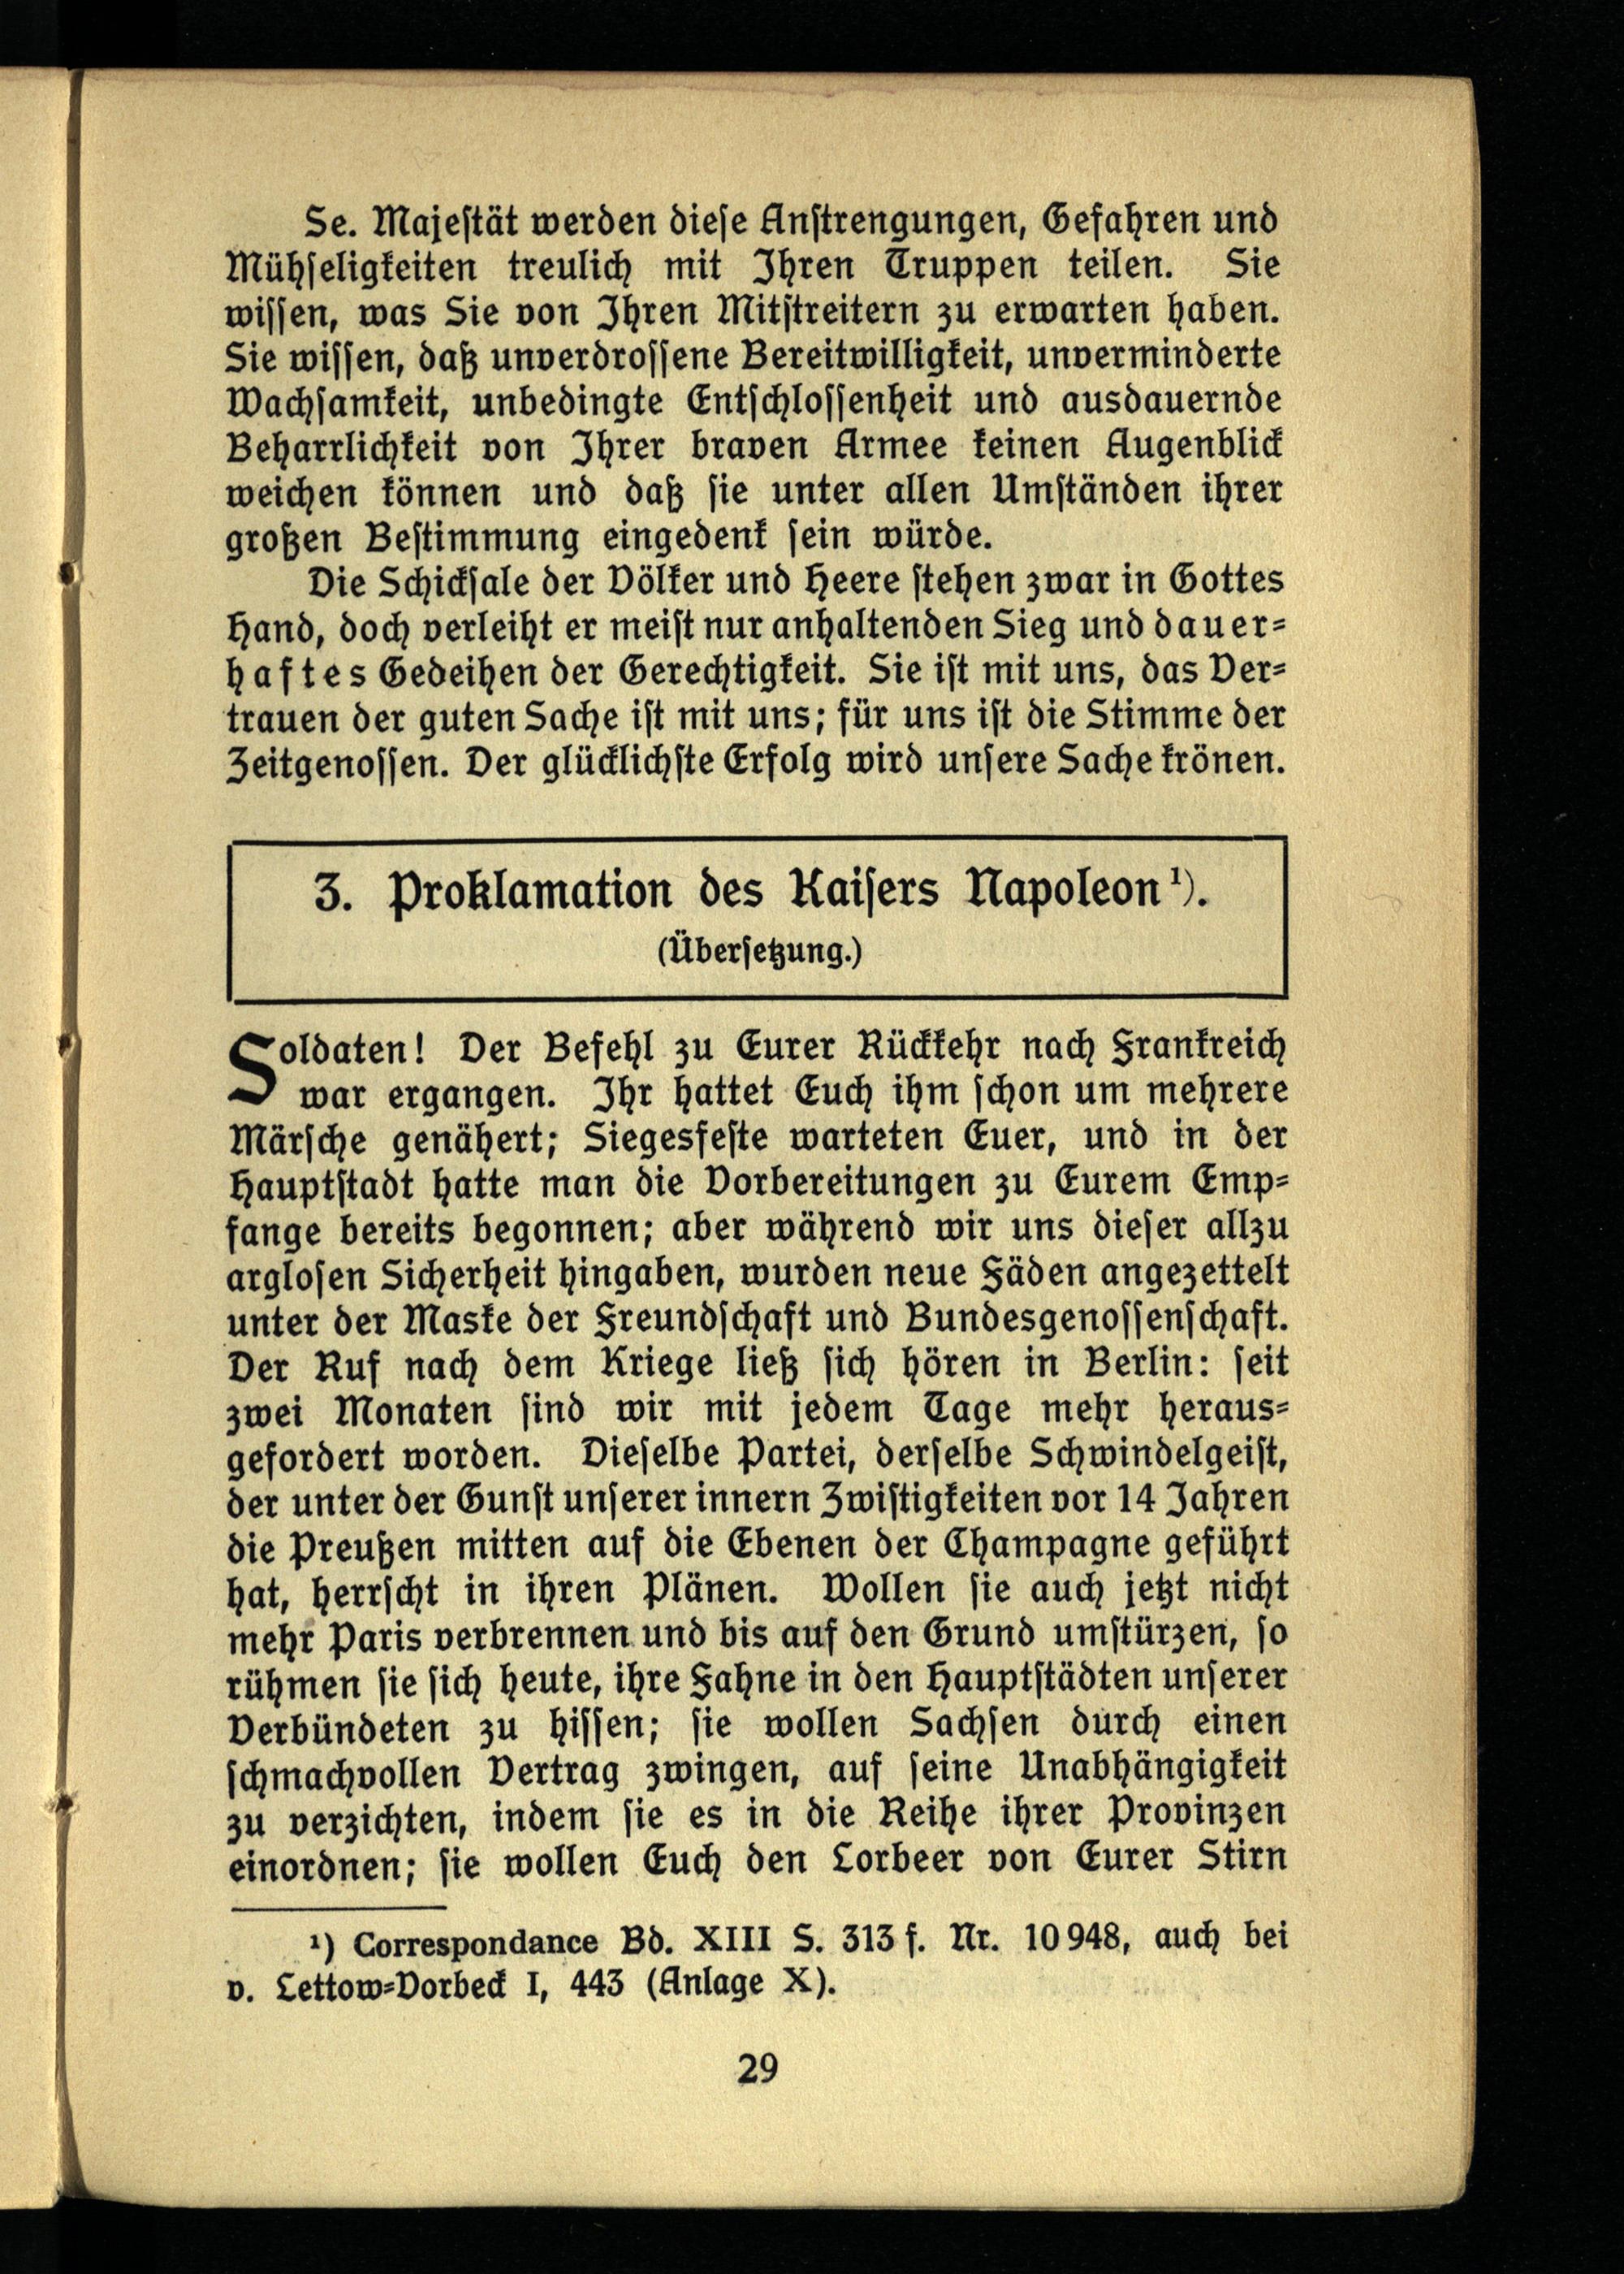 Se. Majestät werden diese Anstrengungen, Gefahren und
Mühseligkeiten treulich mit Ihren Truppen teilen. Sie
wissen, was Sie von Ihren Mitstreitern zu erwarten haben.
Sie wissen, daß unverdrossene Bereitwilligkeit, unverminderte
Wachsamkeit, unbedingte Entschlossenheit und ausdauernde
Beharrlichkeit von Ihrer braven Armee keinen Augenblick
weichen können und daß sie unter allen Umständen ihrer
großen Bestimmung eingedenk sein würde.
Die Schicksale der Völker und Heere stehen zwar in Gottes
Hand, doch verleiht er meist nur anhaltenden Sieg und dauer-
haftes Gedeihen der Gerechtigkeit. Sie ist mit uns, das Ver-
trauen der guten Sache ist mit uns; für uns ist die Stimme der
Zeitgenossen. Der glücklichste Erfolg wird unsere Sache krönen.
3. Proklamation des Kaisers Napoleon¹).
(Übersetzung.)
Soldaten! Der Befehl zu Eurer Rückkehr nach Frankreich
war ergangen. Ihr hattet Euch ihm schon um mehrere
Märsche genähert; Siegesfeste warteten Euer, und in der
Hauptstadt hatte man die Vorbereitungen zu Eurem Emp-
fange bereits begonnen; aber während wir uns dieser allzu
arglosen Sicherheit hingaben, wurden neue Fäden angezettelt
unter der Maske der Freundschaft und Bundesgenossenschaft.
Der Ruf nach dem Kriege ließ sich hören in Berlin: seit
zwei Monaten sind wir mit jedem Tage mehr heraus-
gefordert worden. Dieselbe Partei, derselbe Schwindelgeist,
der unter der Gunst unserer innern Zwistigkeiten vor 14 Jahren
die Preußen mitten auf die Ebenen der Champagne geführt
hat, herrscht in ihren Plänen. Wollen sie auch jetzt nicht
mehr Paris verbrennen und bis auf den Grund umstürzen, so
rühmen sie sich heute, ihre Fahne in den Hauptstädten unserer
Verbündeten zu hissen; sie wollen Sachsen durch einen
schmachvollen Vertrag zwingen, auf seine Unabhängigkeit
zu verzichten, indem sie es in die Reihe ihrer Provinzen
einordnen; sie wollen Euch den Lorbeer von Eurer Stirn
¹) Correspondance Bd. XIII S. 313 f. Nr. 10 948, auch bei
v. Lettow-Vorbeck I, 443 (Anlage X).
29